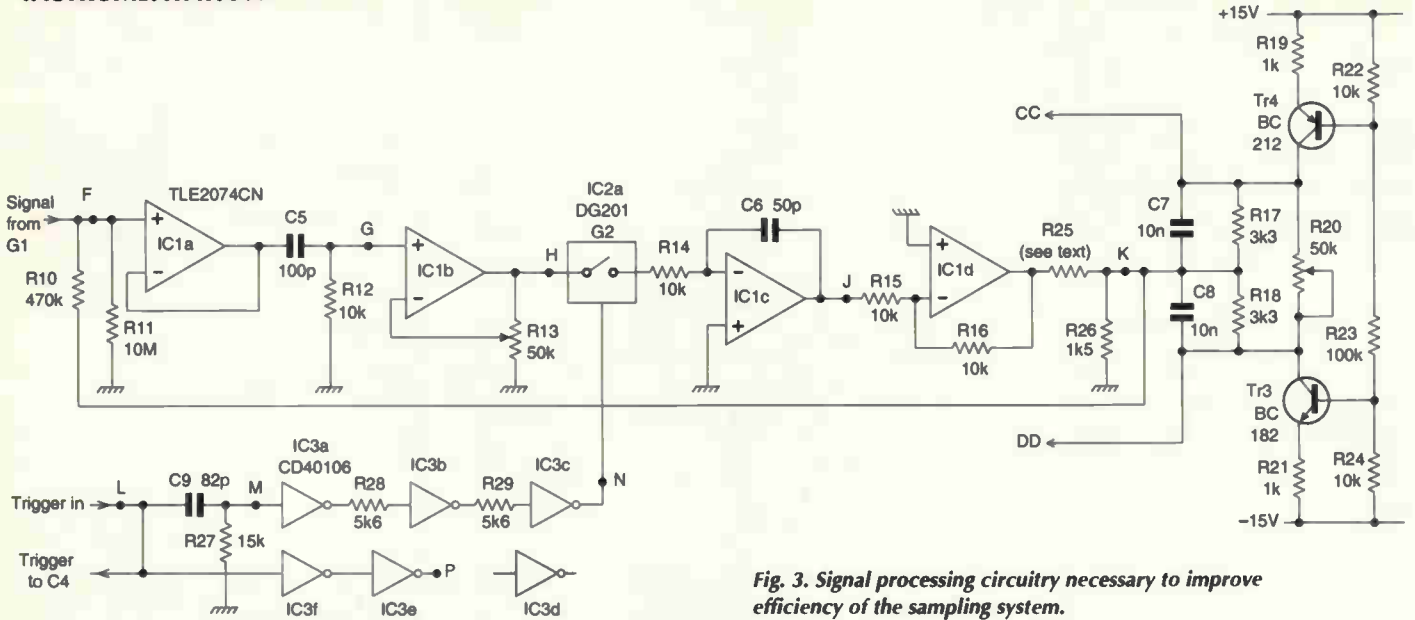 +15V
R19
1k
R22
10k
Tr4
BC
212
CC
TLE2074CN
IC2a
DG201
G2
C6 50p
C7
10n
R17
3k3
R20
50k
Signal
from
G1
F
IC1a
C5
100p
G
IC1b
H
R14
10k
IC1c
J
R15
10k
IC1d
R25
(see text)
K
R10
470k
R11
10M
R12
10k
R13
50k
R16
10k
R26
1k5
C8
10n
R18
3k3
R23
100k
Tr3
BC
182
DD
R21
1k
R24
10k
−15V
Trigger in
L
C9 82p
M
IC3a
CD40106
R28
5k6
IC3b
R29
5k6
IC3c
N
R27
15k
Trigger
to C4
IC3f
IC3e
P
IC3d
Fig. 3. Signal processing circuitry necessary to improve
efficiency of the sampling system.